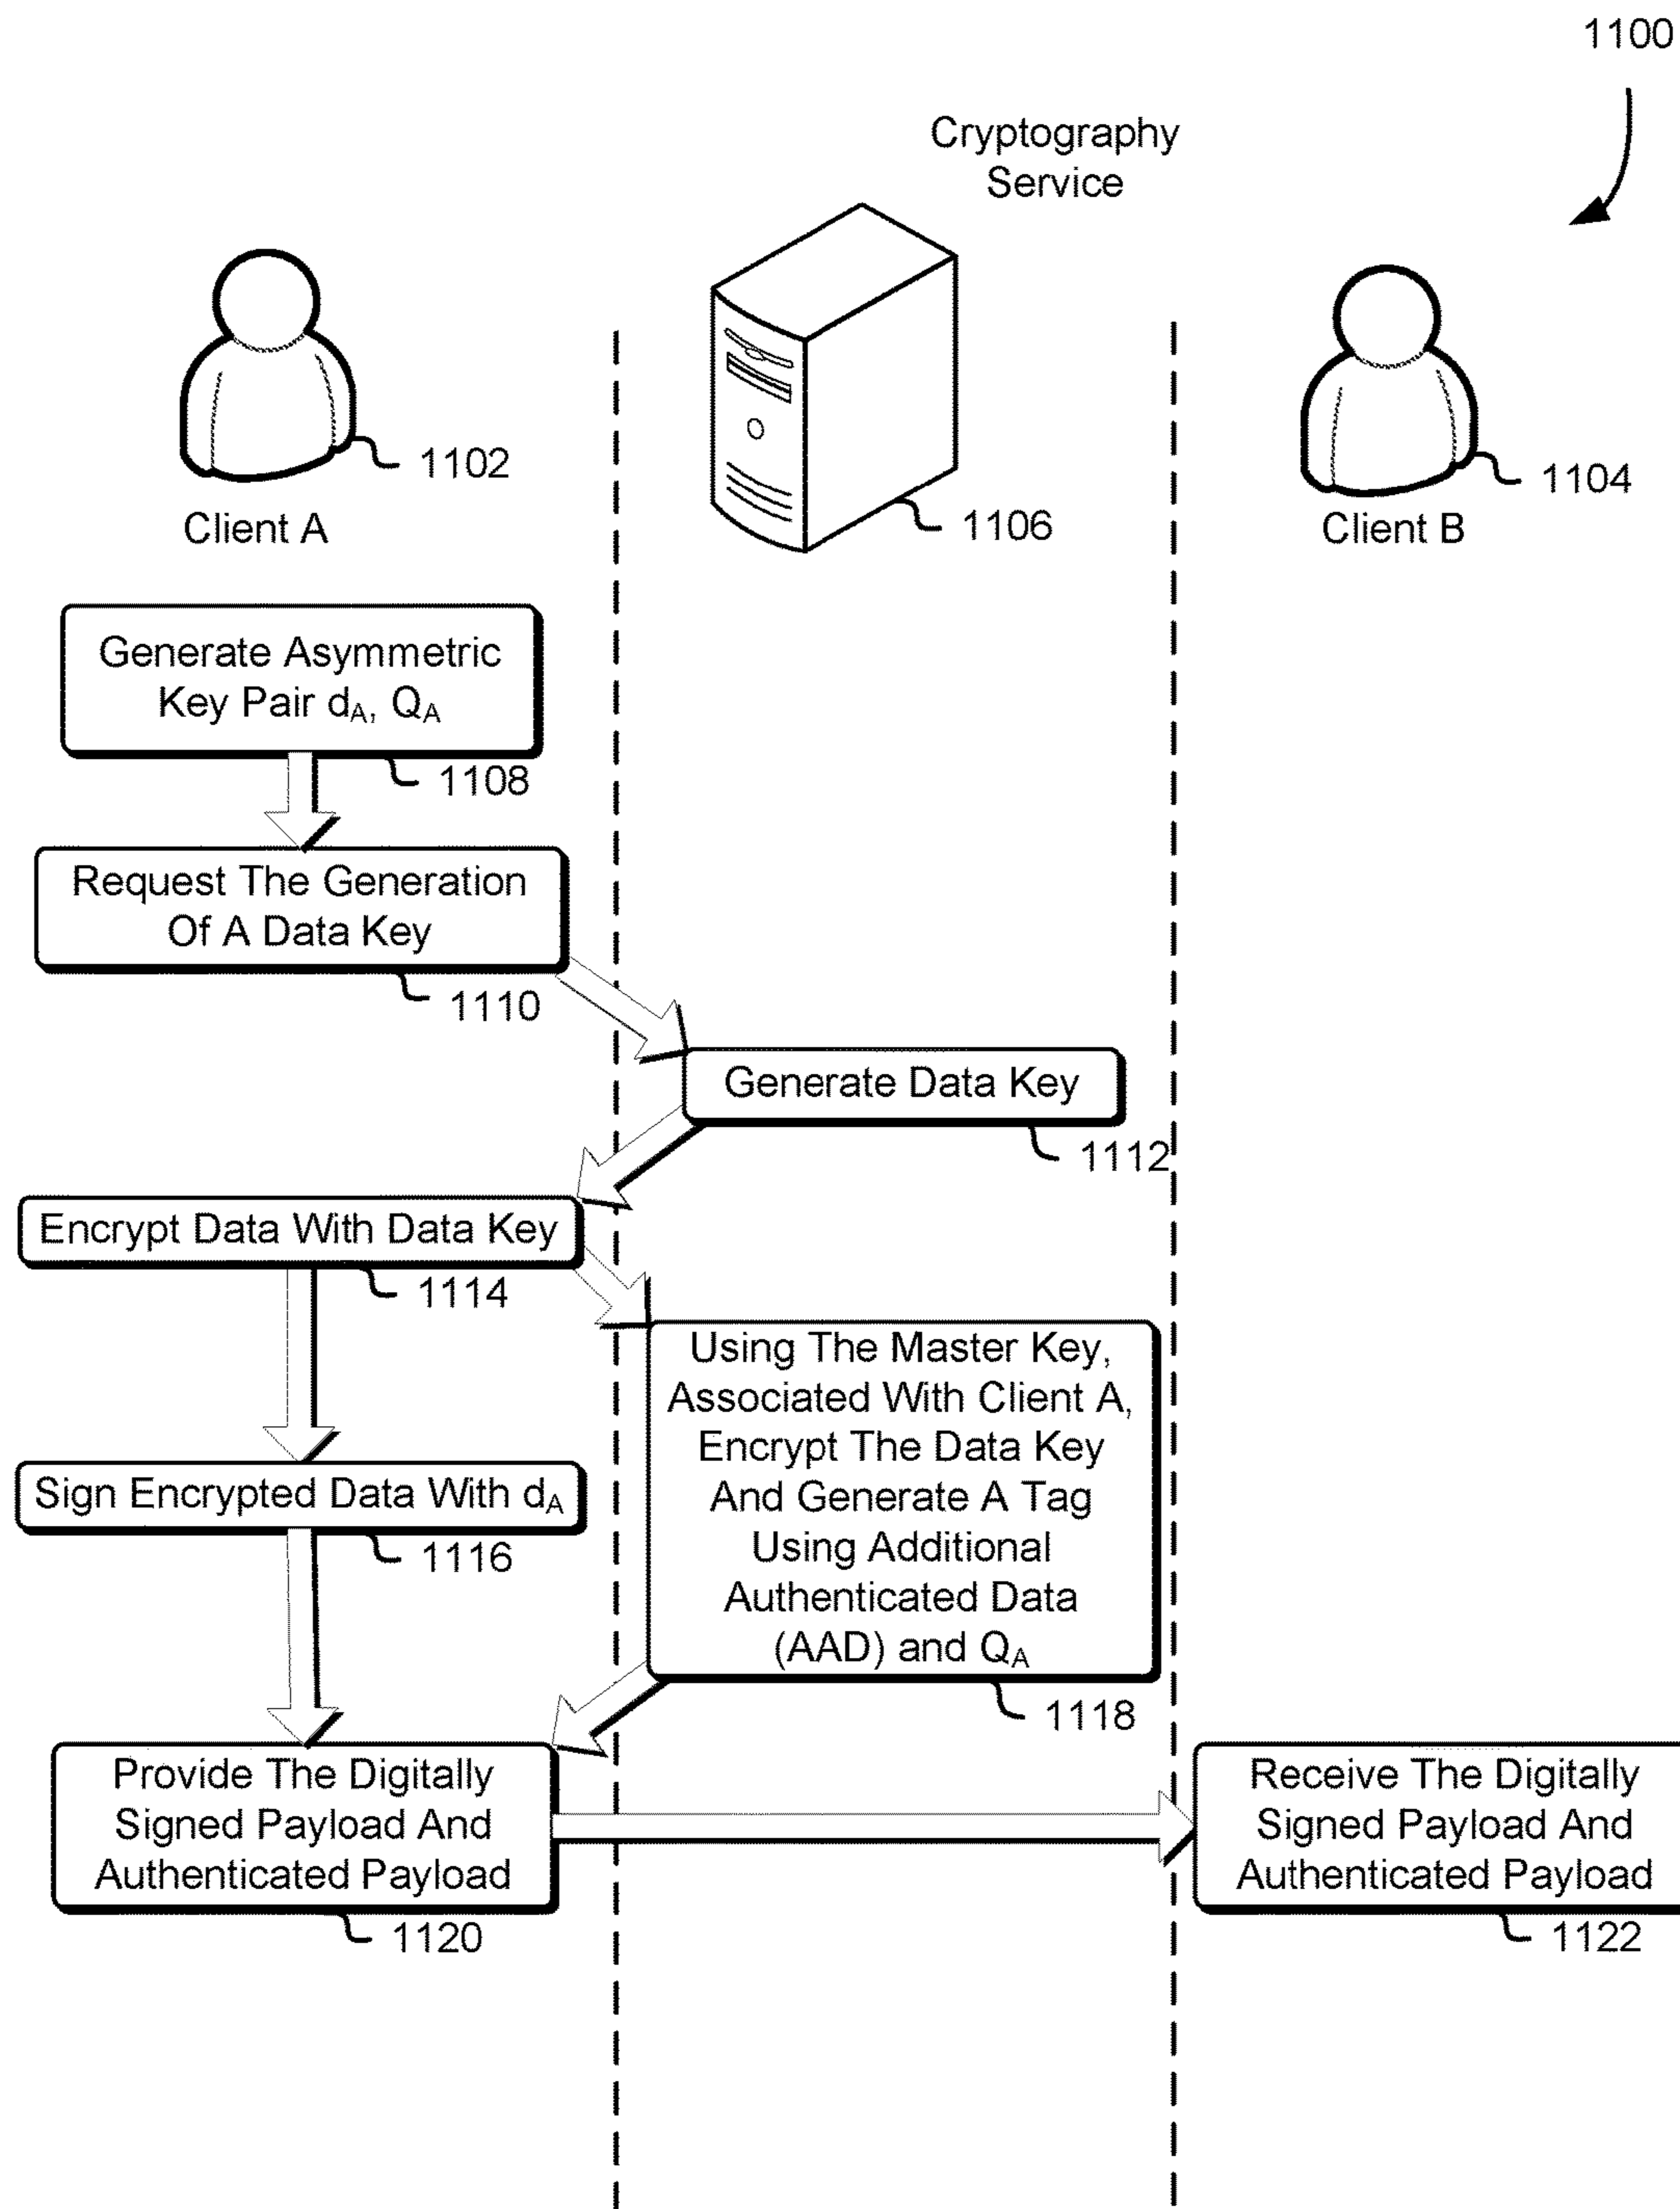 1100
Cryptography
Service
1102
Client A
1106
1104
Client B
Generate Asymmetric
Key Pair dA, QA
1108
Request The Generation
Of A Data Key
1110
Generate Data Key
1112
Encrypt Data With Data Key
1114
Using The Master Key,
Associated With Client A,
Encrypt The Data Key
And Generate A Tag
Using Additional
Authenticated Data
(AAD) and QA
1118
Sign Encrypted Data With dA
1116
Provide The Digitally
Signed Payload And
Authenticated Payload
1120
Receive The Digitally
Signed Payload And
Authenticated Payload
1122